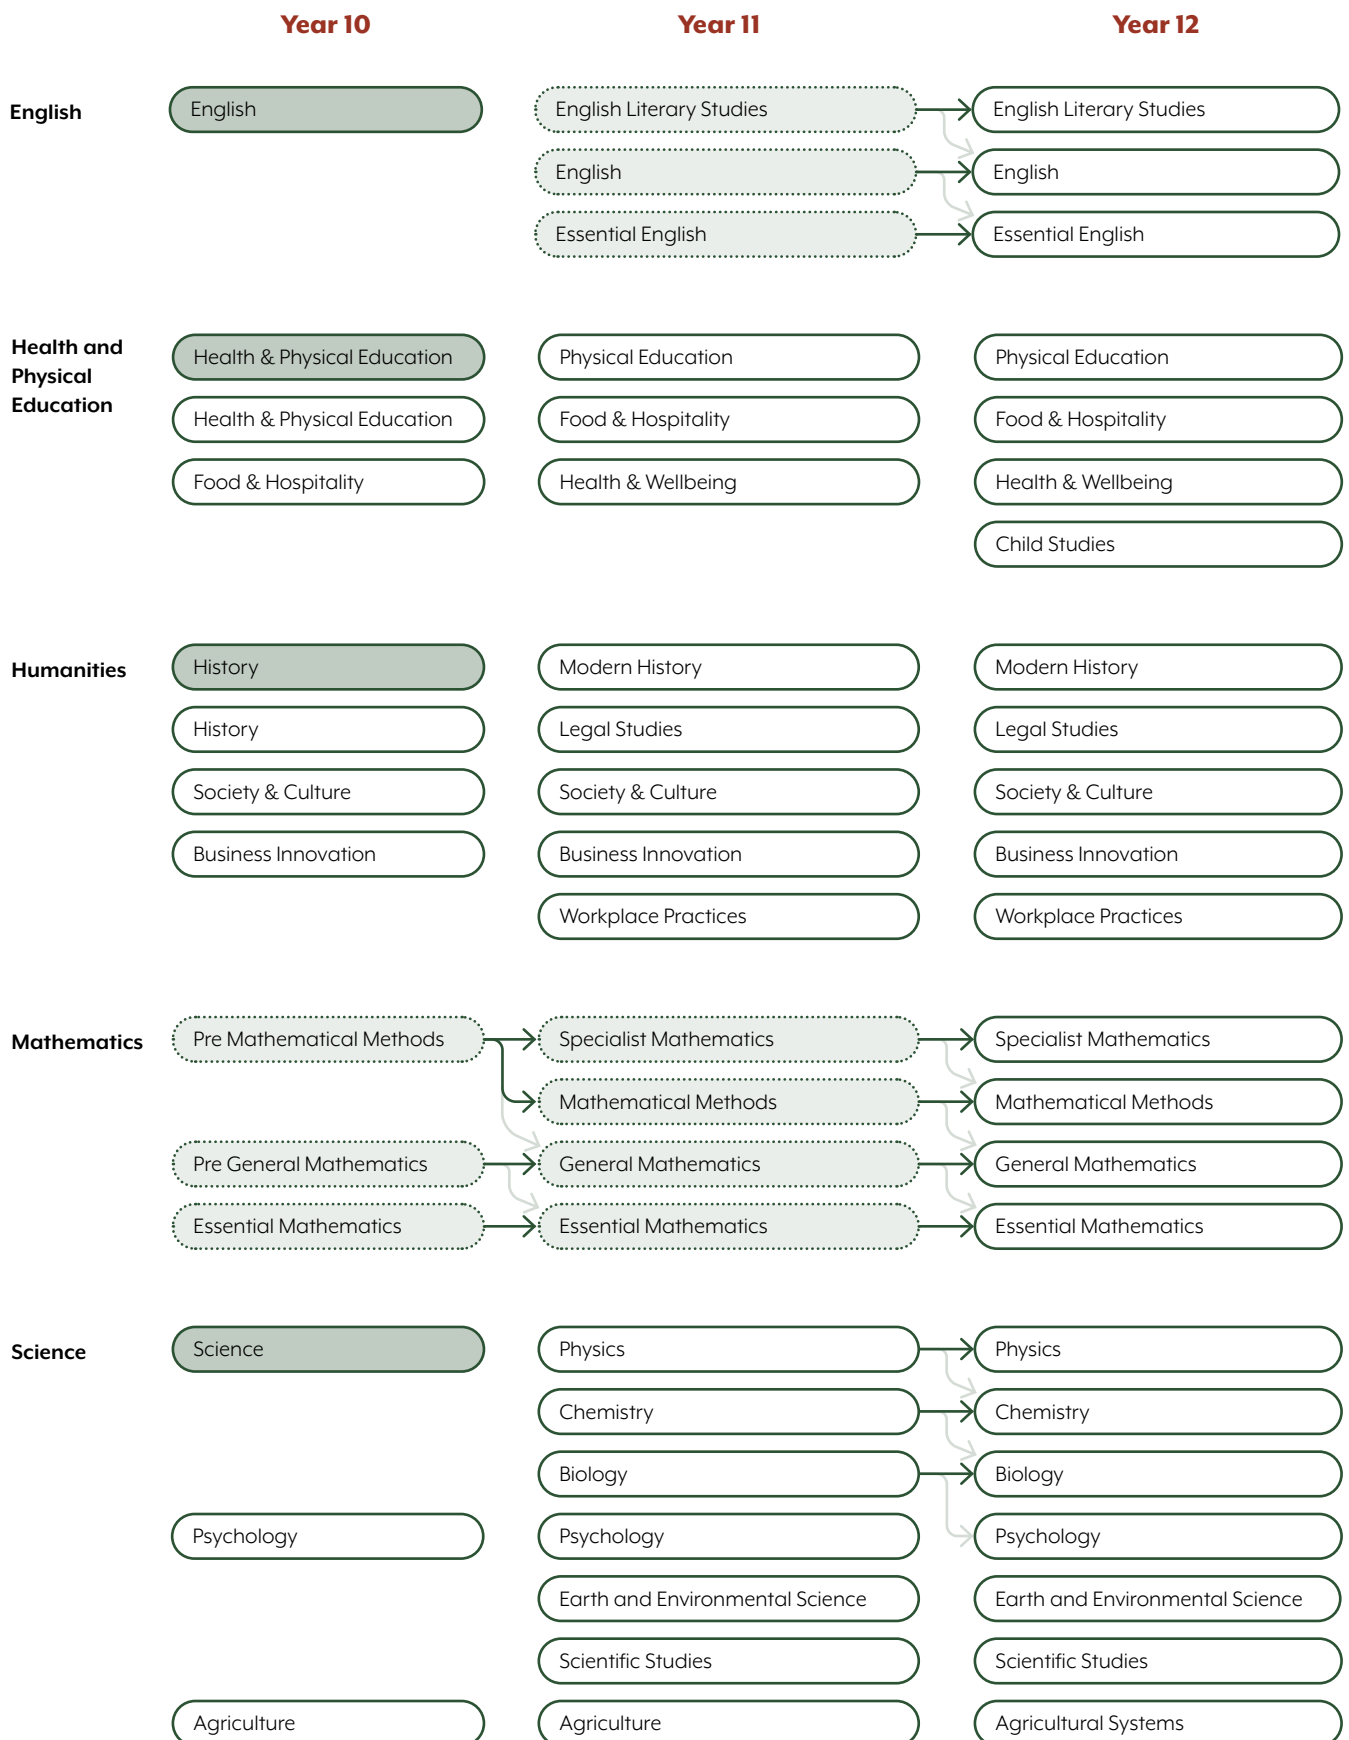 Year 10 Year 11 Year 12
English English English Literary Studies English Literary Studies
English English
Essential English Essential English
Health and
Physical
Education
Health & Physical Education Physical Education Physical Education
Health & Physical Education Food & Hospitality Food & Hospitality
Food & Hospitality Health & Wellbeing Health & Wellbeing
Child Studies
Humanities History Modern History Modern History
History Legal Studies Legal Studies
Society & Culture Society & Culture Society & Culture
Business Innovation Business Innovation Business Innovation
Workplace Practices Workplace Practices
Mathematics Pre Mathematical Methods Specialist Mathematics Specialist Mathematics
Mathematical Methods Mathematical Methods
Pre General Mathematics General Mathematics General Mathematics
Essential Mathematics Essential Mathematics Essential Mathematics
Science Science Physics Physics
Chemistry Chemistry
Biology Biology
Psychology Psychology Psychology
Earth and Environmental Science Earth and Environmental Science
Scientific Studies Scientific Studies
Agriculture Agriculture Agricultural Systems